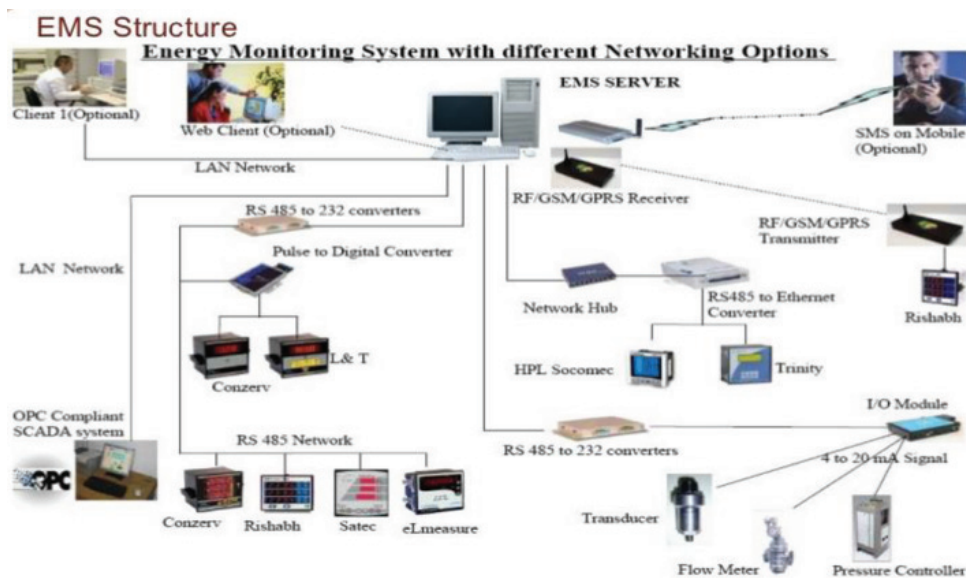 EMS Structure
Energy Monitoring System with different Networking Options
EMS SERVER
Client 1(Optional)
Web Client (Optional)
SMS on Mobile
(Optional)
LAN Network
RF/GSM/GPRS Receiver
RS 485 to 232 converters
RF/GSM/GPRS
Transmitter
Pulse to Digital Converter
LAN Network
Network Hub
RS485 to Ethernet
Converter
Rishabh
L& T
Conzerv
HPL Socomec
Trinity
I/O Module
OPC Compliant
SCADA system
RS 485 Network
RS 485 to 232 converters
4 to 20 mA Signal
OPC
Conzerv
Rishabh
Satec
eLmeasure
Transducer
Flow Meter
Pressure Controller